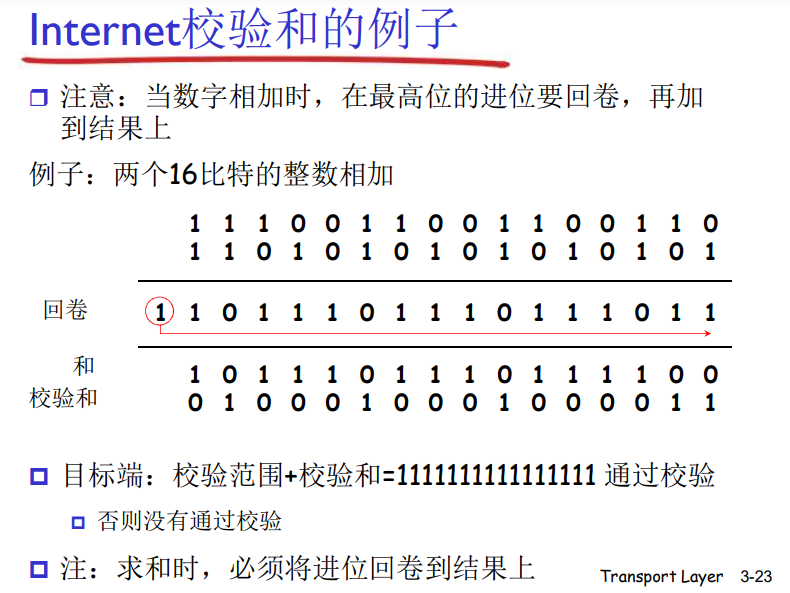 Internet校验和的例子
注意：当数字相加时，在最高位的进位要回卷，再加
到结果上
例子：两个16比特的整数相加
1 1 1 0 0 1 1 0 0 1 1 0 0 1 1 0
1 1 0 1 0 1 0 1 0 1 0 1 0 1 0 1
回卷 1 1 0 1 1 1 0 1 1 1 0 1 1 1 0 1 1
和 1 0 1 1 1 0 1 1 1 0 1 1 1 1 0 0
校验和 0 1 0 0 0 1 0 0 0 1 0 0 0 0 1 1
目标端：校验范围+校验和=1111111111111111 通过校验
否则没有通过校验
注：求和时，必须将进位回卷到结果上
Transport Layer 3-23